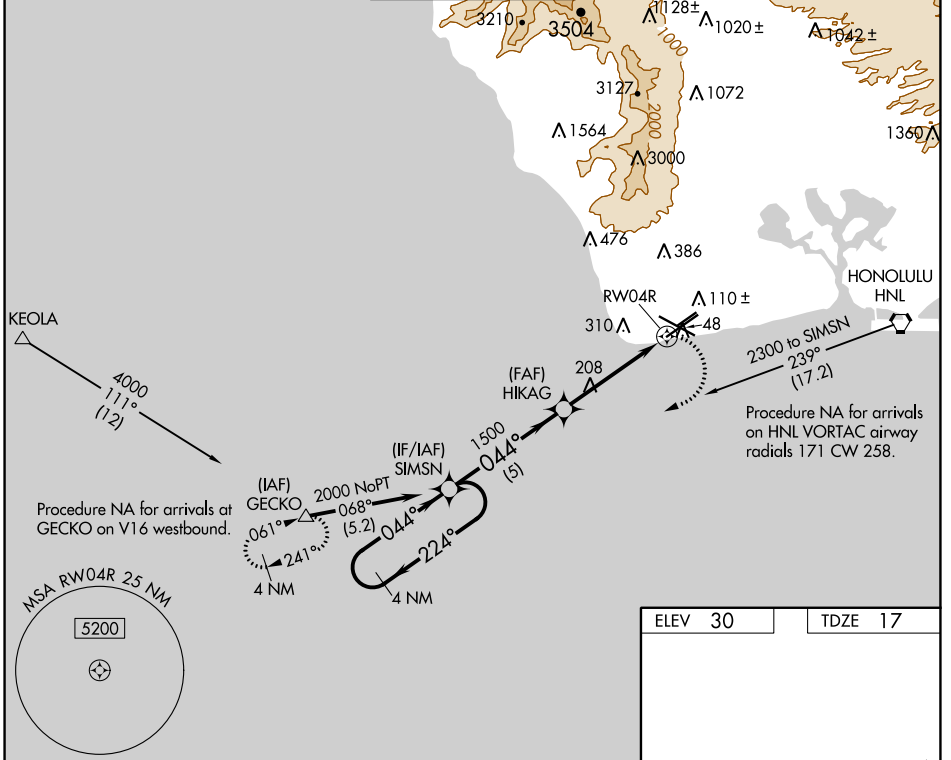 3210
3504
1128±
1020 ±
1042 ±
1000
3127
2000
1072
1564
3000
1360
476
386
HONOLULU
HNL
RW04R
110 ±
310
48
KEOLA
2300 to SIMSN
239°
(17.2)
4000
111°
(12)
(FAF)
HIKAG
208
Procedure NA for arrivals
on HNL VORTAC airway
radials 171 CW 258.
1500
044°
(5)
(IF/IAF)
SIMSN
(IAF)
GECKO
2000 NoPT
068°
(5.2)
Procedure NA for arrivals at
GECKO on V16 westbound.
061°
241°
4 NM
044°
224°
4 NM
MSA RW04R 25 NM
5200
ELEV 30
TDZE 17